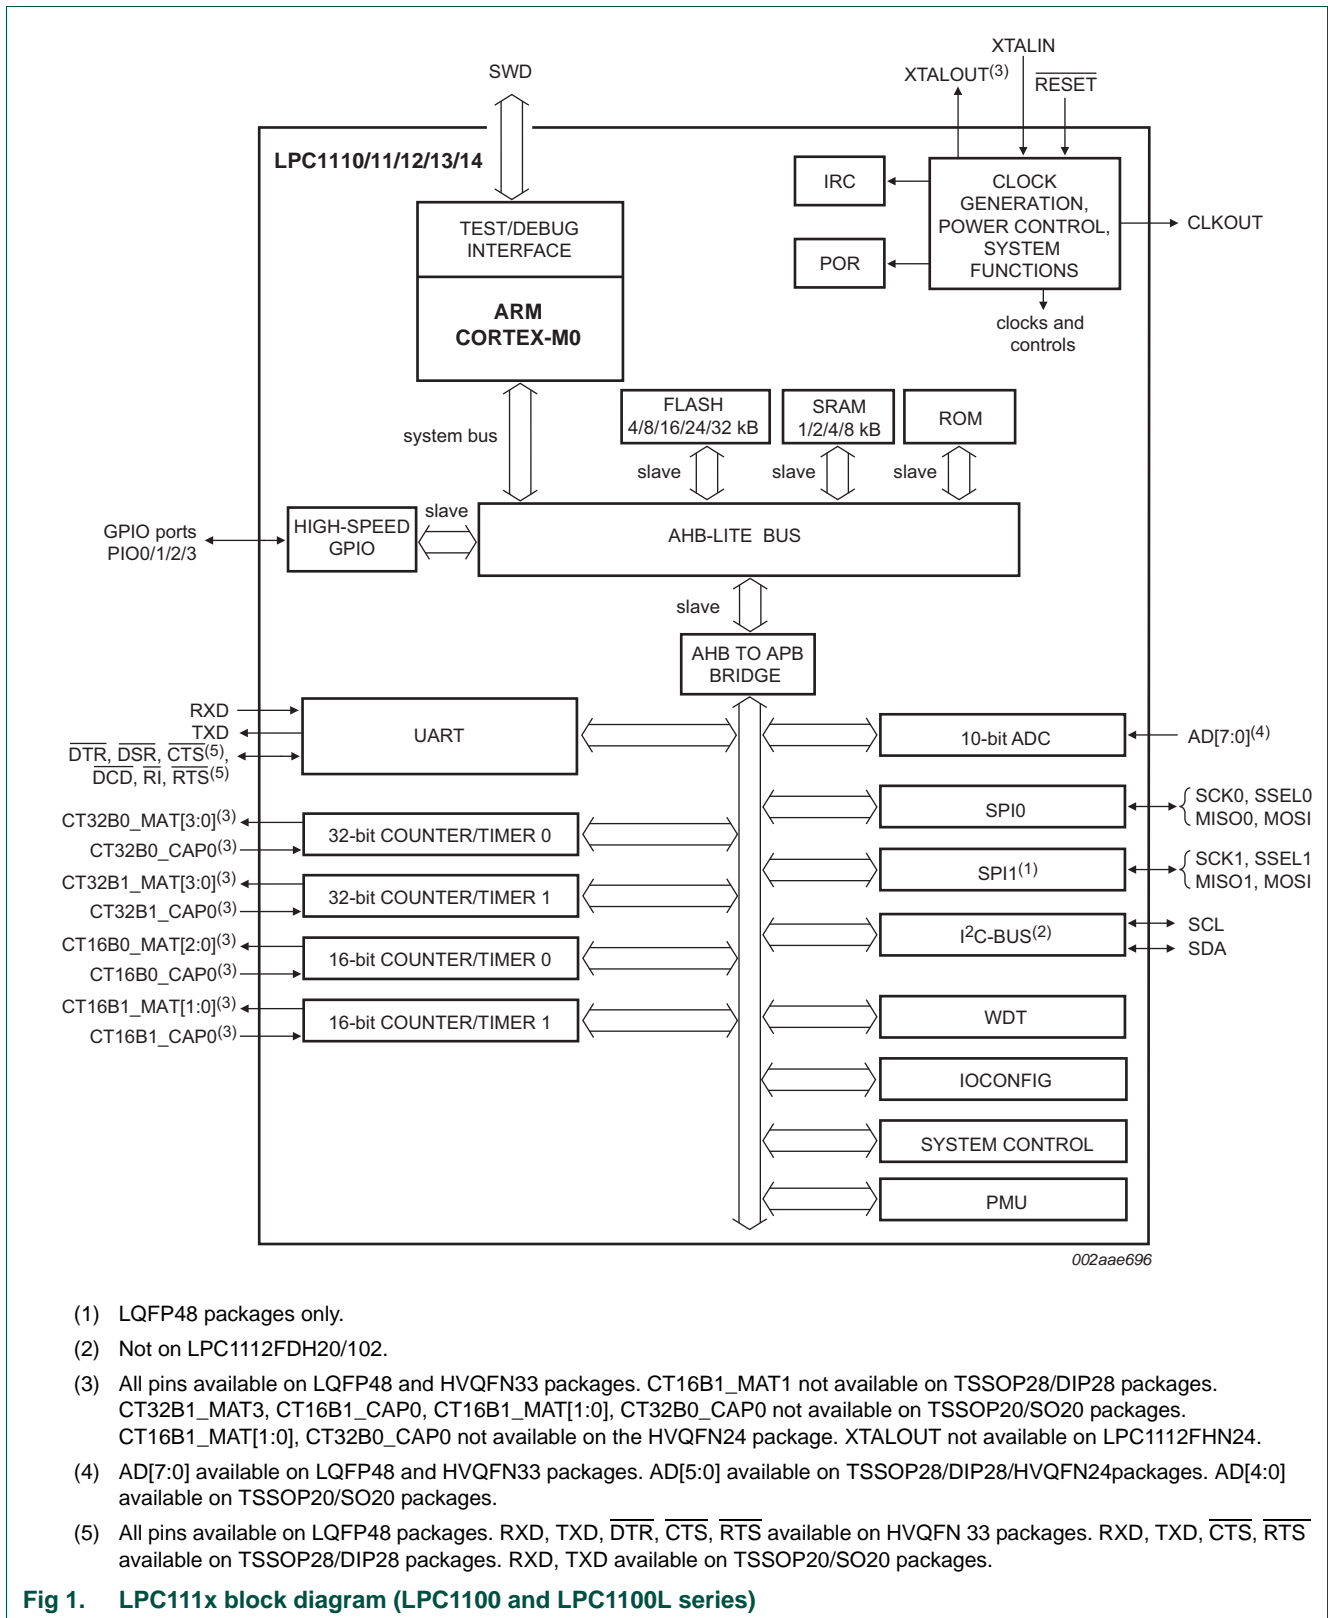 XTALIN
SWD
XTALOUT(3)
RESET
LPC1110/11/12/13/14
TEST/DEBUG
INTERFACE
ARM
CORTEX-M0
IRC
POR
CLOCK
GENERATION,
POWER CONTROL,
SYSTEM
FUNCTIONS
CLKOUT
clocks and
controls
system bus
FLASH
4/8/16/24/32 kB
SRAM
1/2/4/8 kB
ROM
slave
slave
slave
GPIO ports
PIO0/1/2/3
HIGH-SPEED
GPIO
slave
AHB-LITE BUS
slave
AHB TO APB
BRIDGE
RXD
TXD
DTR, DSR, CTS(5),
DCD, RI, RTS(5)
UART
10-bit ADC
AD[7:0](4)
CT32B0_MAT[3:0](3)
CT32B0_CAP0(3)
32-bit COUNTER/TIMER 0
SPI0
SCK0, SSEL0
MISO0, MOSI
CT32B1_MAT[3:0](3)
CT32B1_CAP0(3)
32-bit COUNTER/TIMER 1
SPI1(1)
SCK1, SSEL1
MISO1, MOSI
CT16B0_MAT[2:0](3)
CT16B0_CAP0(3)
16-bit COUNTER/TIMER 0
I2C-BUS(2)
SCL
SDA
CT16B1_MAT[1:0](3)
CT16B1_CAP0(3)
16-bit COUNTER/TIMER 1
WDT
IOCONFIG
SYSTEM CONTROL
PMU
002aae696
(1) LQFP48 packages only.
(2) Not on LPC1112FDH20/102.
(3) All pins available on LQFP48 and HVQFN33 packages. CT16B1_MAT1 not available on TSSOP28/DIP28 packages.
CT32B1_MAT3, CT16B1_CAP0, CT16B1_MAT[1:0], CT32B0_CAP0 not available on TSSOP20/SO20 packages.
CT16B1_MAT[1:0], CT32B0_CAP0 not available on the HVQFN24 package. XTALOUT not available on LPC1112FHN24.
(4) AD[7:0] available on LQFP48 and HVQFN33 packages. AD[5:0] available on TSSOP28/DIP28/HVQFN24packages. AD[4:0]
available on TSSOP20/SO20 packages.
(5) All pins available on LQFP48 packages. RXD, TXD, DTR, CTS, RTS available on HVQFN 33 packages. RXD, TXD, CTS, RTS
available on TSSOP28/DIP28 packages. RXD, TXD available on TSSOP20/SO20 packages.
Fig 1. LPC111x block diagram (LPC1100 and LPC1100L series)